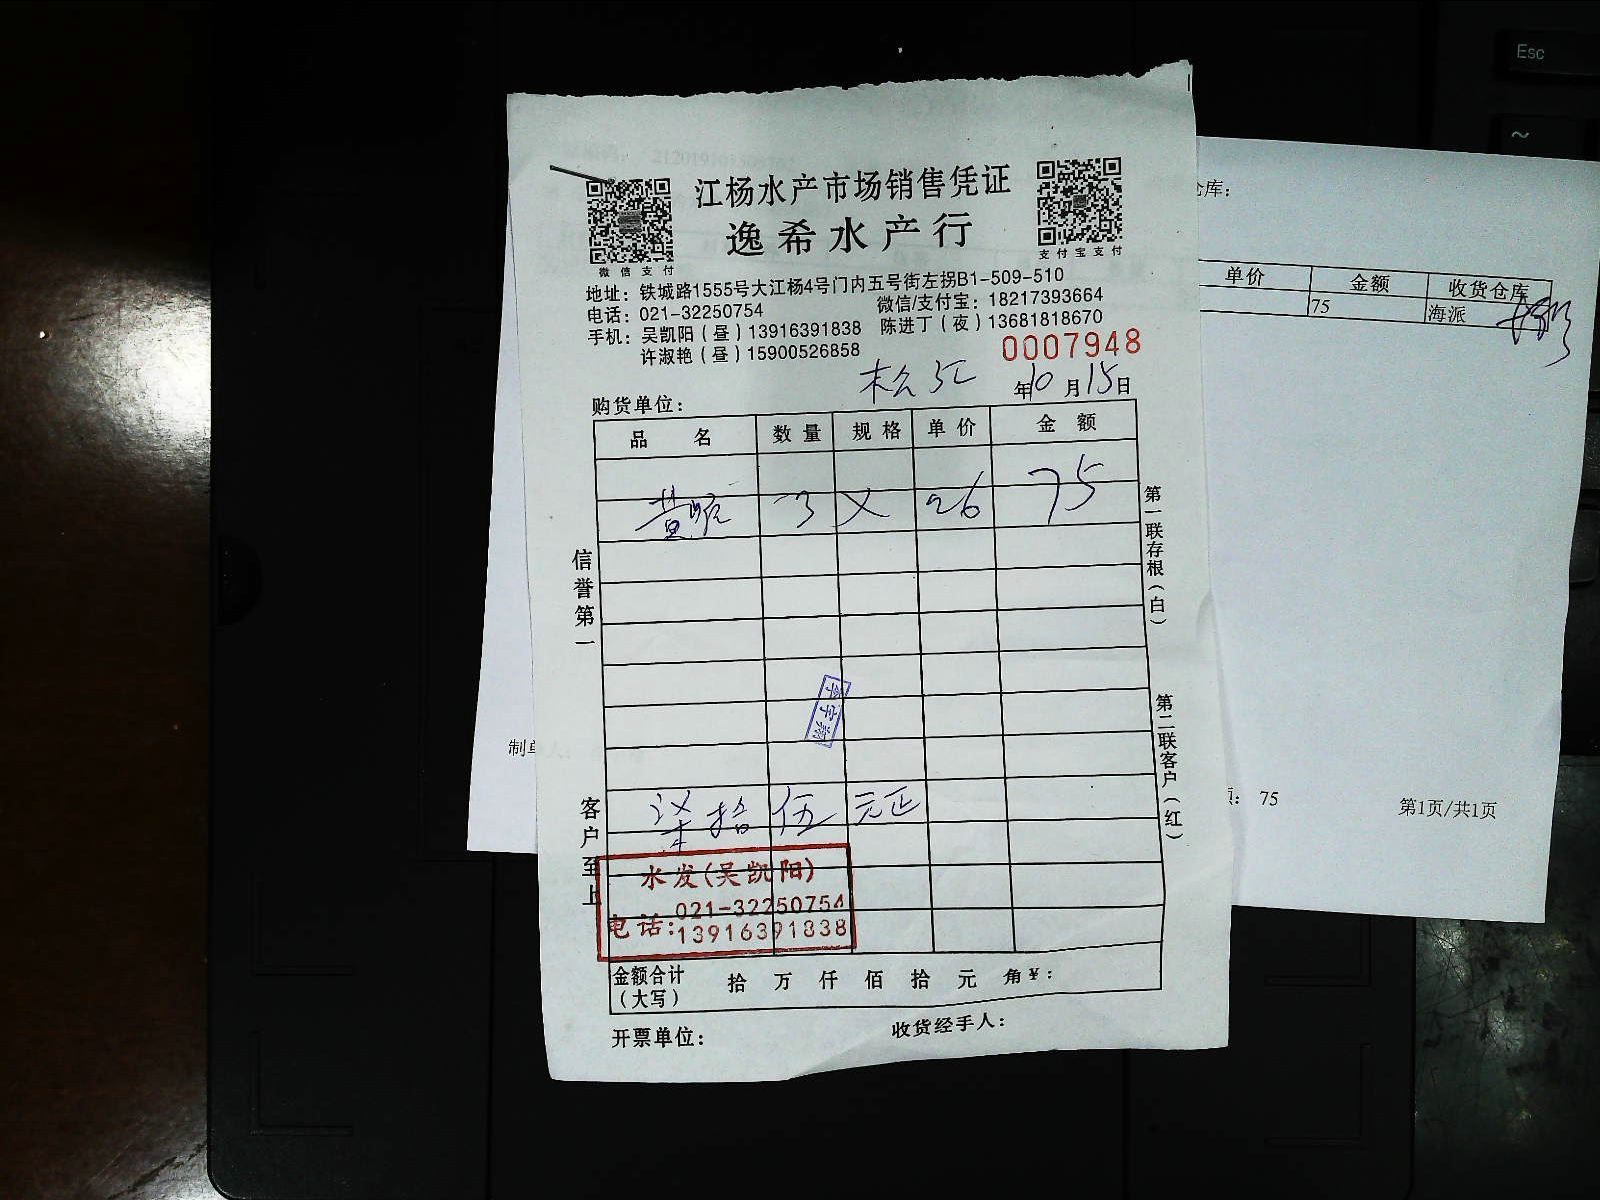 江杨水产市场销售凭证
逸希水产行
微信支付
支付宝支付
地址：铁城路1555号大江杨4号门内五号街左拐B1-509-510
电话：021-32250754 微信/支付宝：18217393664
手机：吴凯阳（昼）13916391838 陈进丁（夜）13681818670
许淑艳（昼）15900526858
0007948
松江
年10月15日
购货单位：
品名 数量 规格 单价 金额
3 26 75
柒拾伍元正
信誉第一
客户至上
第一联存根（白）
第二联客户（红）
水发(吴凯阳)
电话：021-32250754
13916391838
金额合计（大写） 拾 万 仟 佰 拾 元 角 ¥：
开票单位：
收货经手人：
仓库：
单价 金额 收货仓库
75 海派
制单
75
第1页/共1页
Esc
~